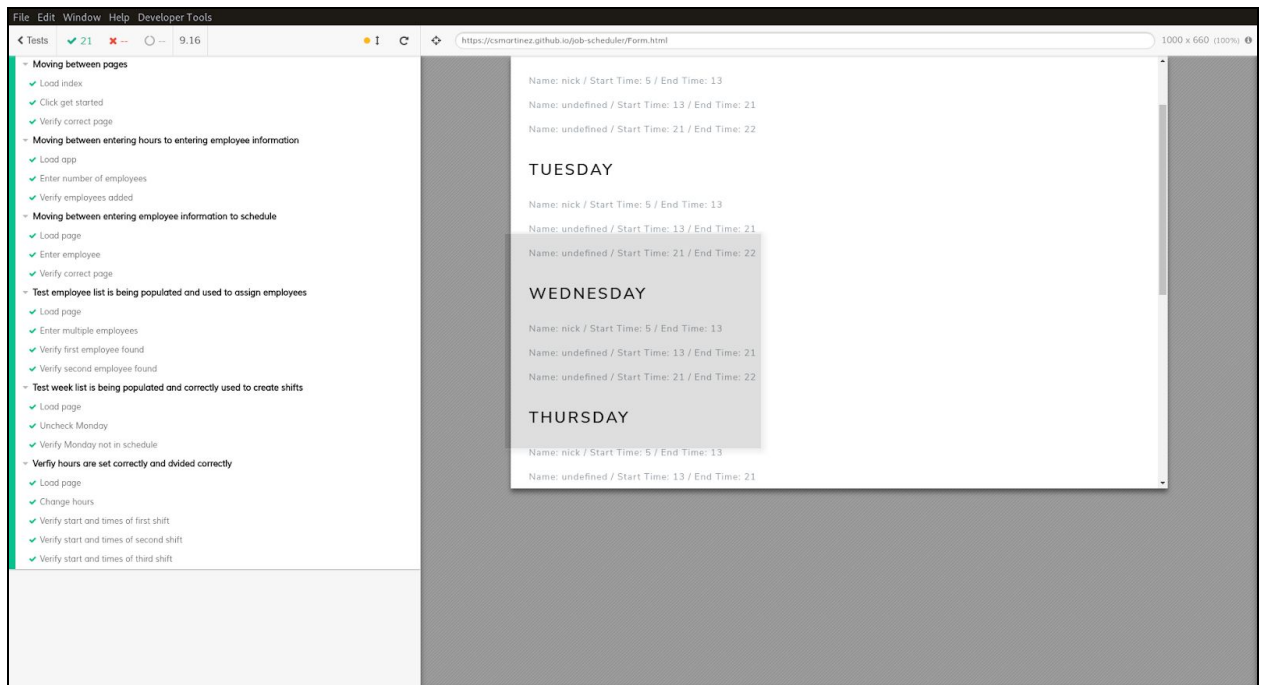 File Edit Window Help Developer Tools
Tests 21 -- -- 9.16 https://csmartinez.github.io/job-scheduler/Form.html 1000 x 660 (100%)
Moving between pages
Load index
Click get started
Verify correct page
Moving between entering hours to entering employee information
Load app
Enter number of employees
Verify employees added
Moving between entering employee information to schedule
Load page
Enter employee
Verify correct page
Test employee list is being populated and used to assign employees
Load page
Enter multiple employees
Verify first employee found
Verify second employee found
Test week list is being populated and correctly used to create shifts
Load page
Uncheck Monday
Verify Monday not in schedule
Verfiy hours are set correctly and dvided correctly
Load page
Change hours
Verify start and times of first shift
Verify start and times of second shift
Verify start and times of third shift
Name: nick / Start Time: 5 / End Time: 13
Name: undefined / Start Time: 13 / End Time: 21
Name: undefined / Start Time: 21 / End Time: 22
TUESDAY
Name: nick / Start Time: 5 / End Time: 13
Name: undefined / Start Time: 13 / End Time: 21
Name: undefined / Start Time: 21 / End Time: 22
WEDNESDAY
Name: nick / Start Time: 5 / End Time: 13
Name: undefined / Start Time: 13 / End Time: 21
Name: undefined / Start Time: 21 / End Time: 22
THURSDAY
Name: nick / Start Time: 5 / End Time: 13
Name: undefined / Start Time: 13 / End Time: 21